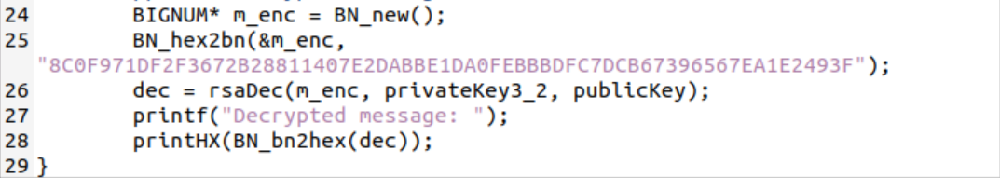 24 BIGNUM* m_enc = BN_new();
25 BN_hex2bn(&m_enc,
"8C0F971DF2F3672B28811407E2DABBE1DA0FEBBBDFC7DCB67396567EA1E2493F");
26 dec = rsaDec(m_enc, privateKey3_2, publicKey);
27 printf("Decrypted message: ");
28 printHX(BN_bn2hex(dec));
29 }